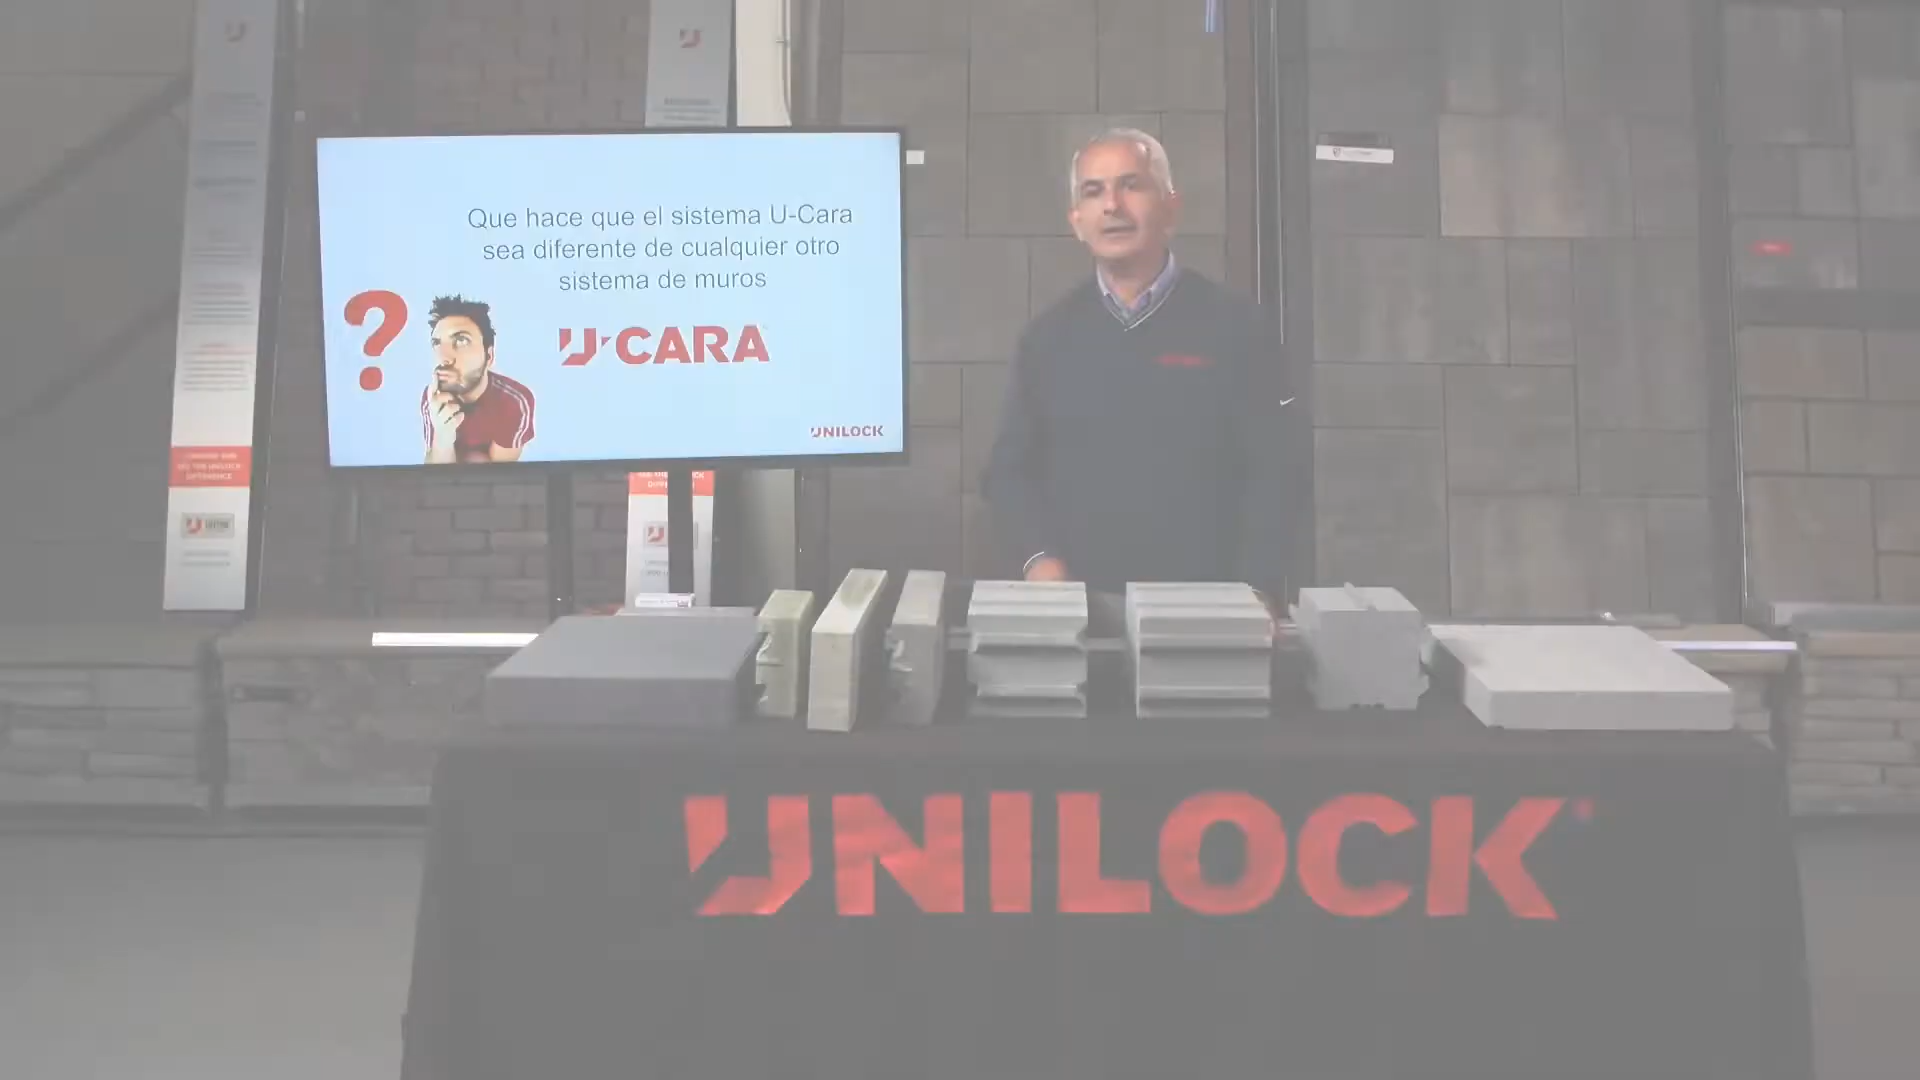 Que hace que el sistema U-Cara
sea diferente de cualquier otro
sistema de muros
?
U-CARA
UNILOCK
UNILOCK